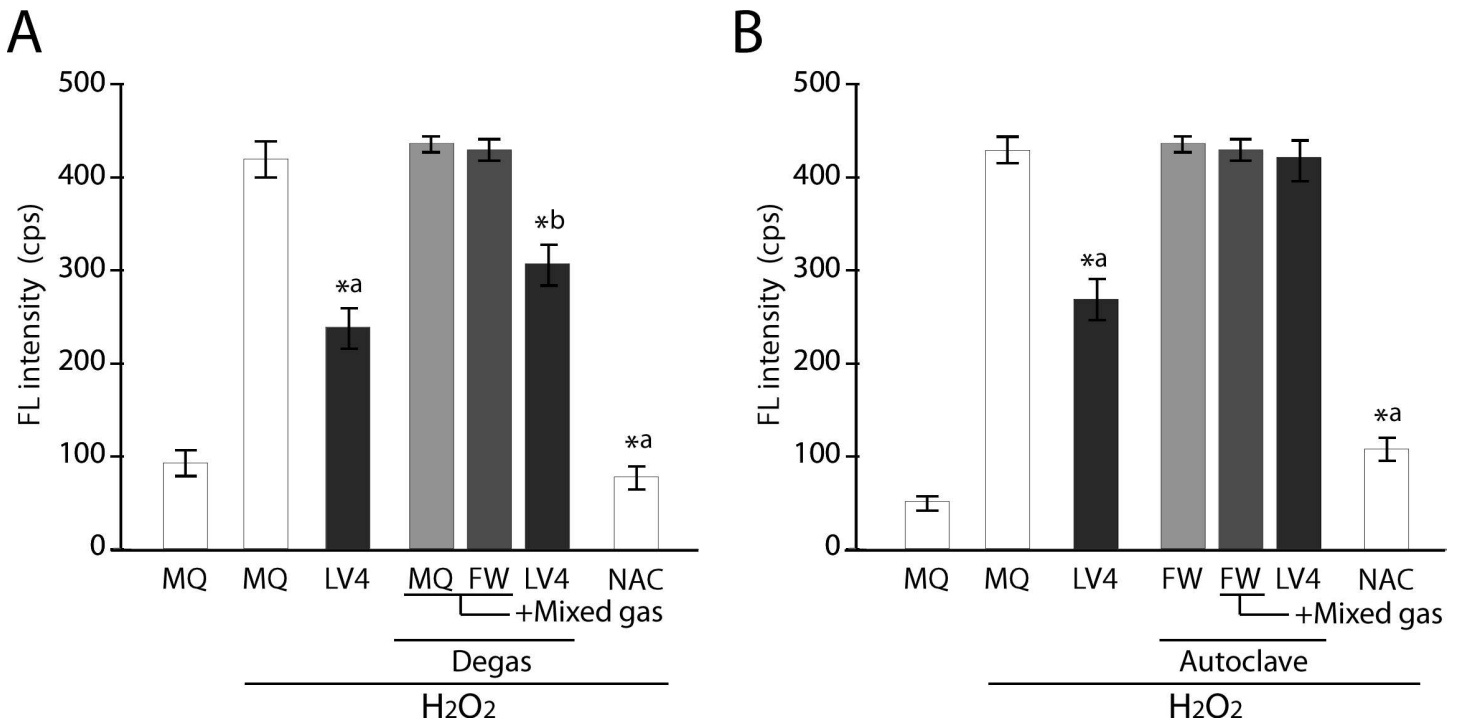 A
FL intensity (cps)
500
400
300
200
100
0
*a
*b
*a
MQ MQ LV4 MQ FW LV4 NAC
+Mixed gas
Degas
H2O2
B
FL intensity (cps)
500
400
300
200
100
0
*a
*a
MQ MQ LV4 FW FW LV4 NAC
+Mixed gas
Autoclave
H2O2